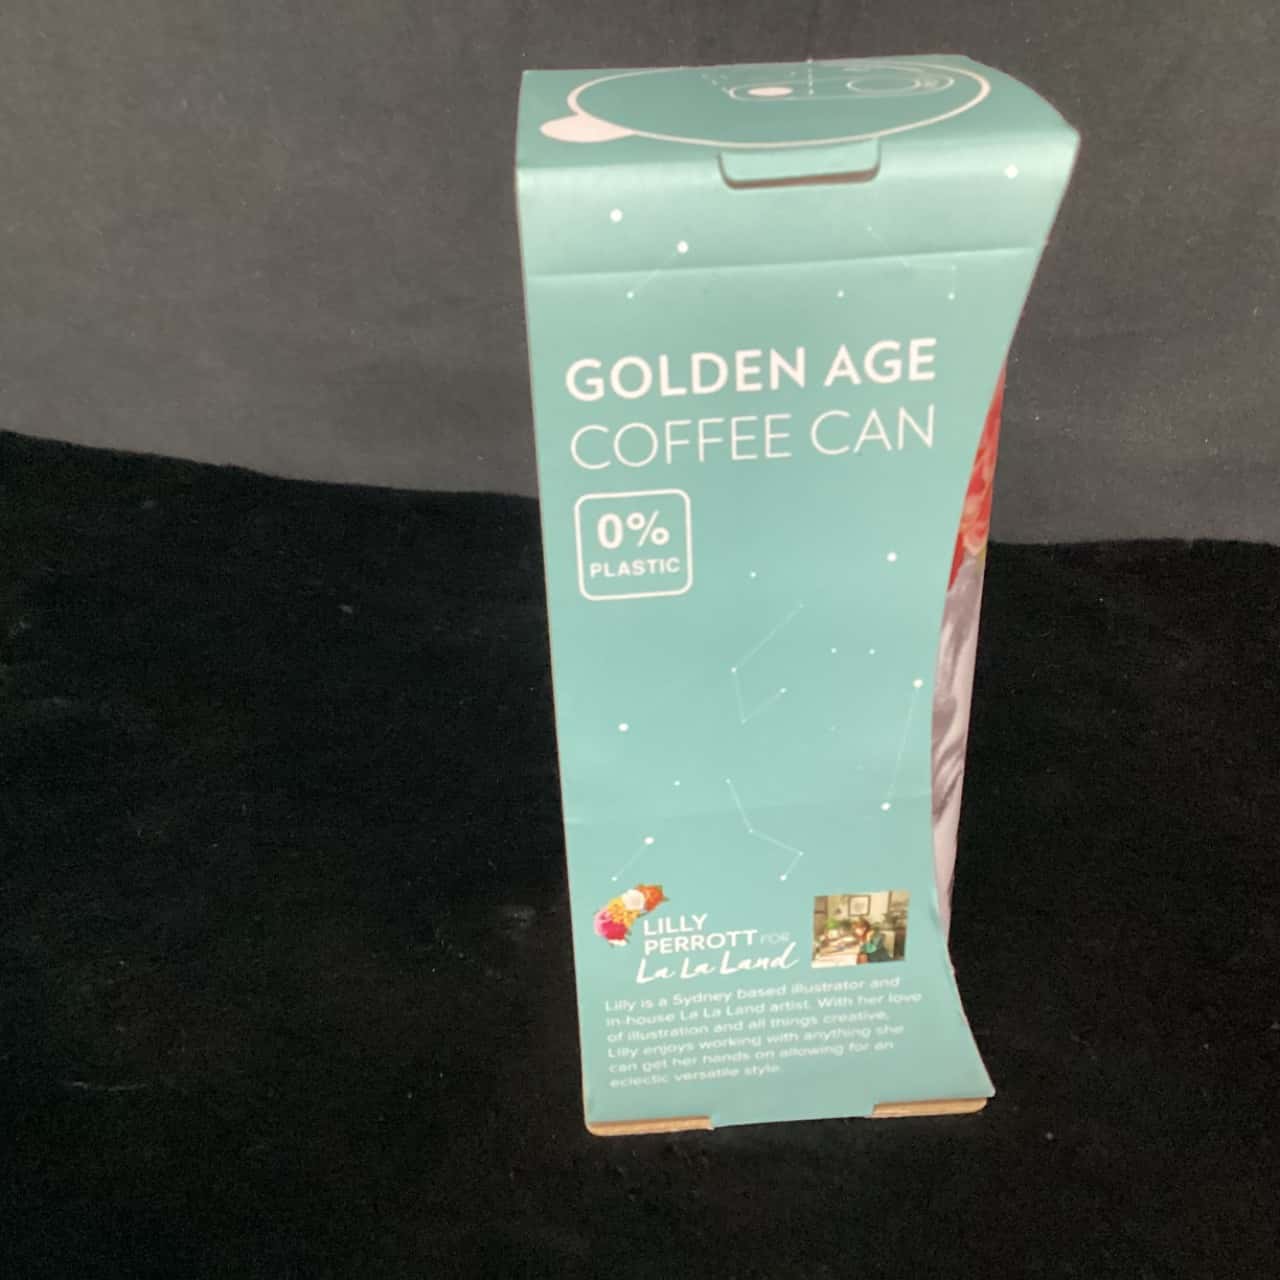 GOLDEN AGE
COFFEE CAN
0%
PLASTIC
LILLY
PERROTT FOR
La La Land
Lilly is a Sydney based illustrator and
in-house La La Land artist. With her love
of illustration and all things creative,
Lilly enjoys working with anything she
can get her hands on allowing for an
eclectic versatile style.